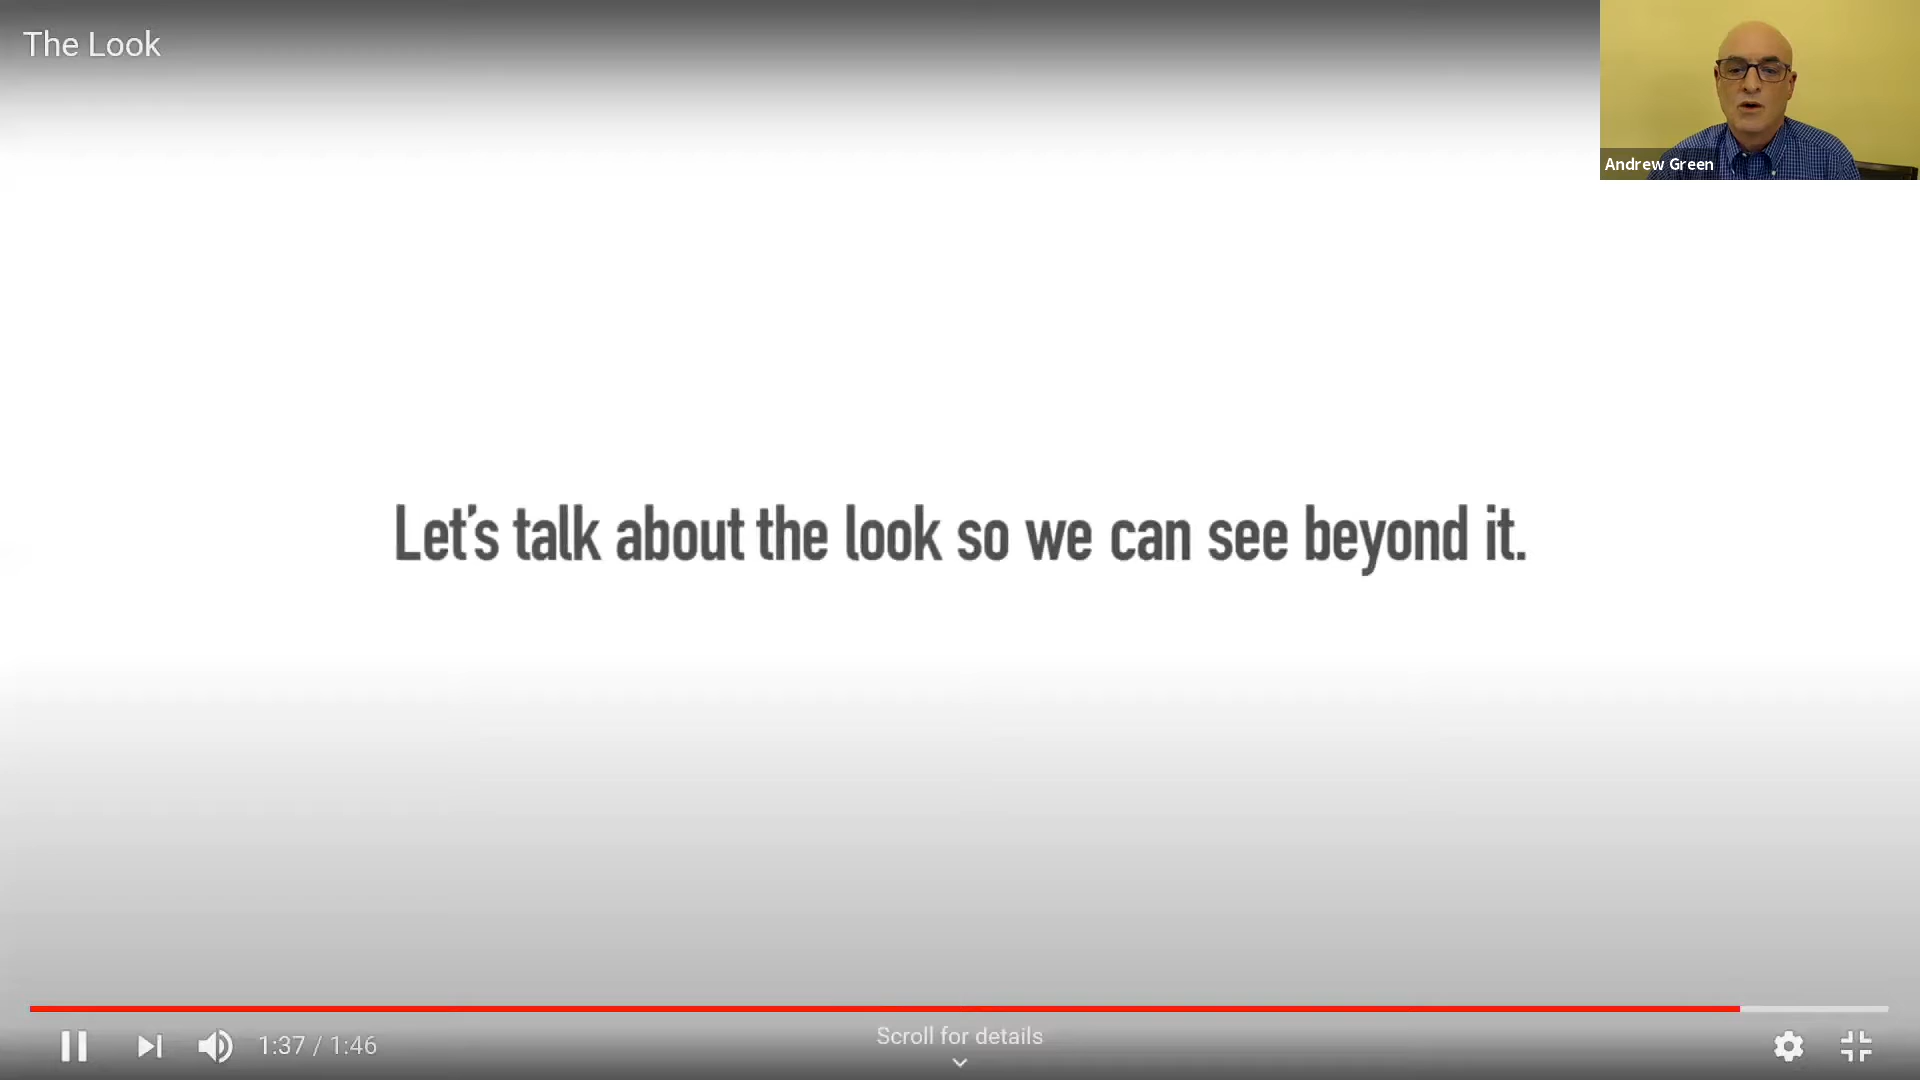 The Look
Andrew Green
Let's talk about the look so we can see beyond it.
Scroll for details
1:37 / 1:46